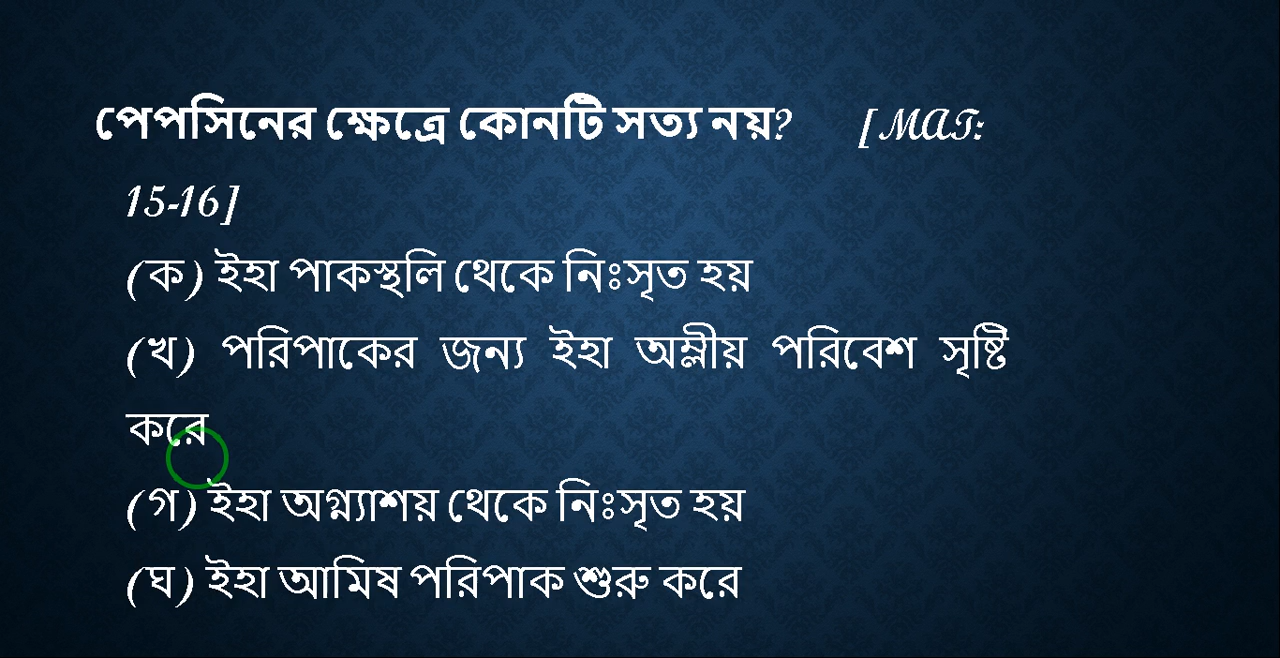 পেপসিনের ক্ষেত্রে কোনটি সত্য নয়? [MAT:
15-16]
(ক) ইহা পাকস্থলি থেকে নিঃসৃত হয়
(খ) পরিপাকের জন্য ইহা অম্লীয় পরিবেশ সৃষ্টি
করে
(গ) ইহা অগ্ন্যাশয় থেকে নিঃসৃত হয়
(ঘ) ইহা আমিষ পরিপাক শুরু করে